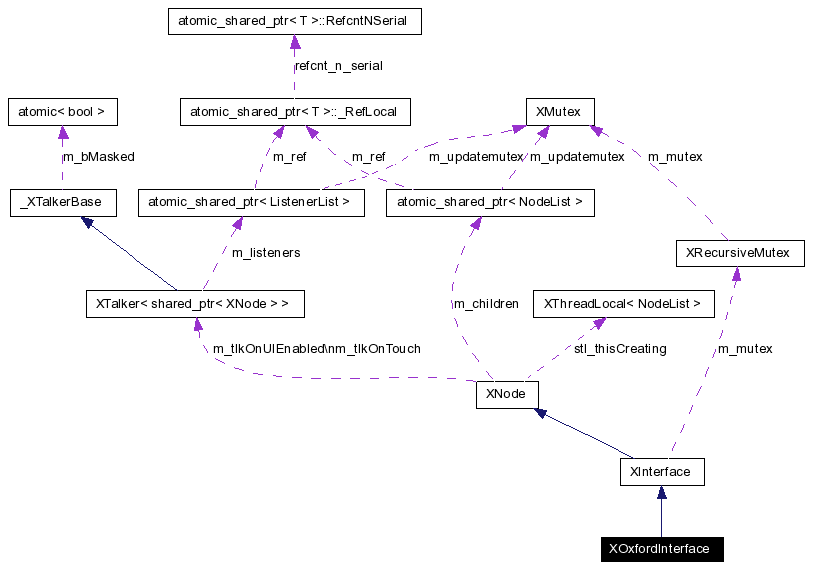 atomic_shared_ptr< T >::RefcntNSerial
refcnt_n_serial
atomic< bool >
atomic_shared_ptr< T >::_RefLocal
XMutex
m_bMasked
m_ref
m_ref
m_updatemutex
m_updatemutex
m_mutex
_XTalkerBase
atomic_shared_ptr< ListenerList >
atomic_shared_ptr< NodeList >
m_listeners
XRecursiveMutex
XTalker< shared_ptr< XNode > >
m_children
XThreadLocal< NodeList >
m_tlkOnUIEnabled\nm_tlkOnTouch
stl_thisCreating
m_mutex
XNode
XInterface
XOxfordInterface